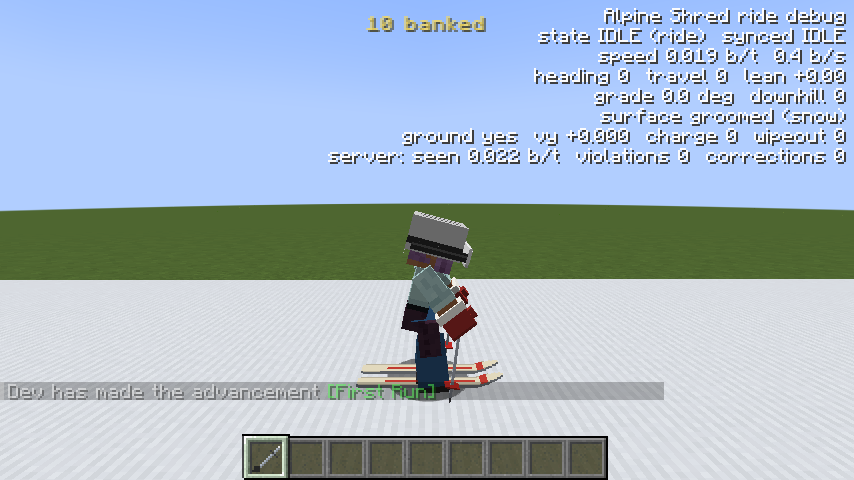 10 banked
Alpine Shred ride debug
state IDLE (ride) synced IDLE
speed 0.019 b/t 0.4 b/s
heading 0 travel 0 lean +0.00
grade 0.0 deg downhill 0
surface groomed (snow)
ground yes vy +0.000 charge 0 wipeout 0
server: seen 0.022 b/t violations 0 corrections 0
Dev has made the advancement [First Run]